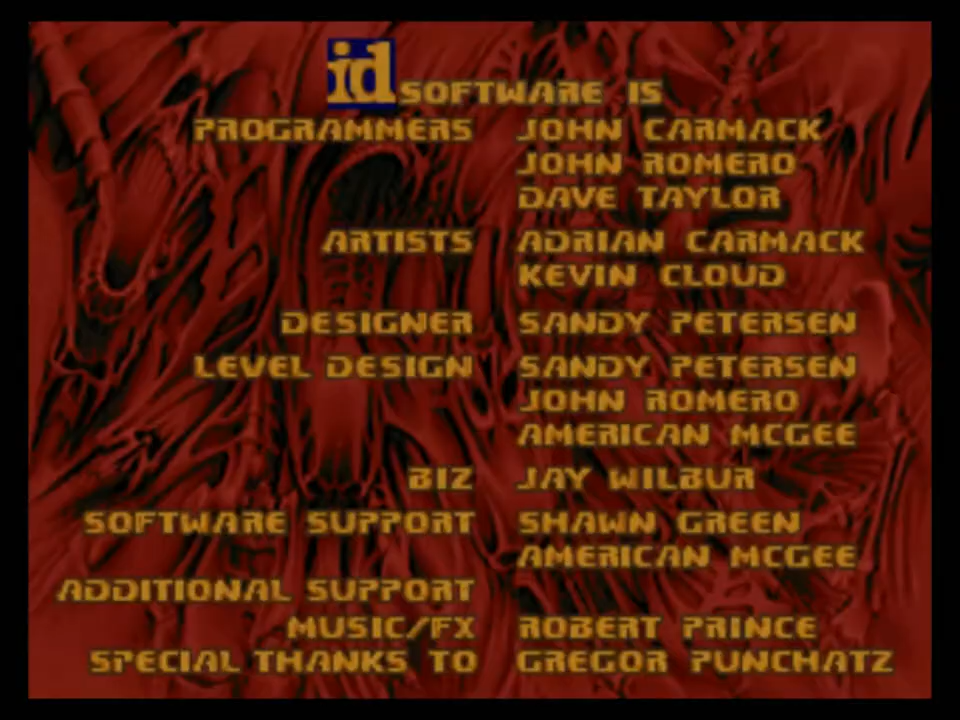 id SOFTWARE IS
PROGRAMMERS JOHN CARMACK
JOHN ROMERO
DAVE TAYLOR
ARTISTS ADRIAN CARMACK
KEVIN CLOUD
DESIGNER SANDY PETERSEN
LEVEL DESIGN SANDY PETERSEN
JOHN ROMERO
AMERICAN MCGEE
BIZ JAY WILBUR
SOFTWARE SUPPORT SHAWN GREEN
AMERICAN MCGEE
ADDITIONAL SUPPORT
MUSIC/FX ROBERT PRINCE
SPECIAL THANKS TO GREGOR PUNCHATZ